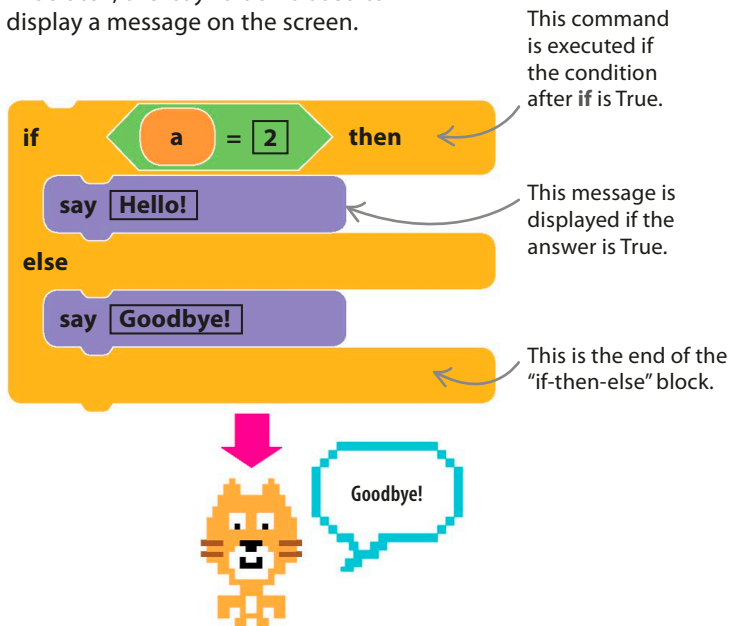 display a message on the screen.
This command
is executed if
the condition
after if is True.
if a = 2 then
say Hello!
This message is
displayed if the
answer is True.
else
say Goodbye!
This is the end of the
“if-then-else” block.
Goodbye!